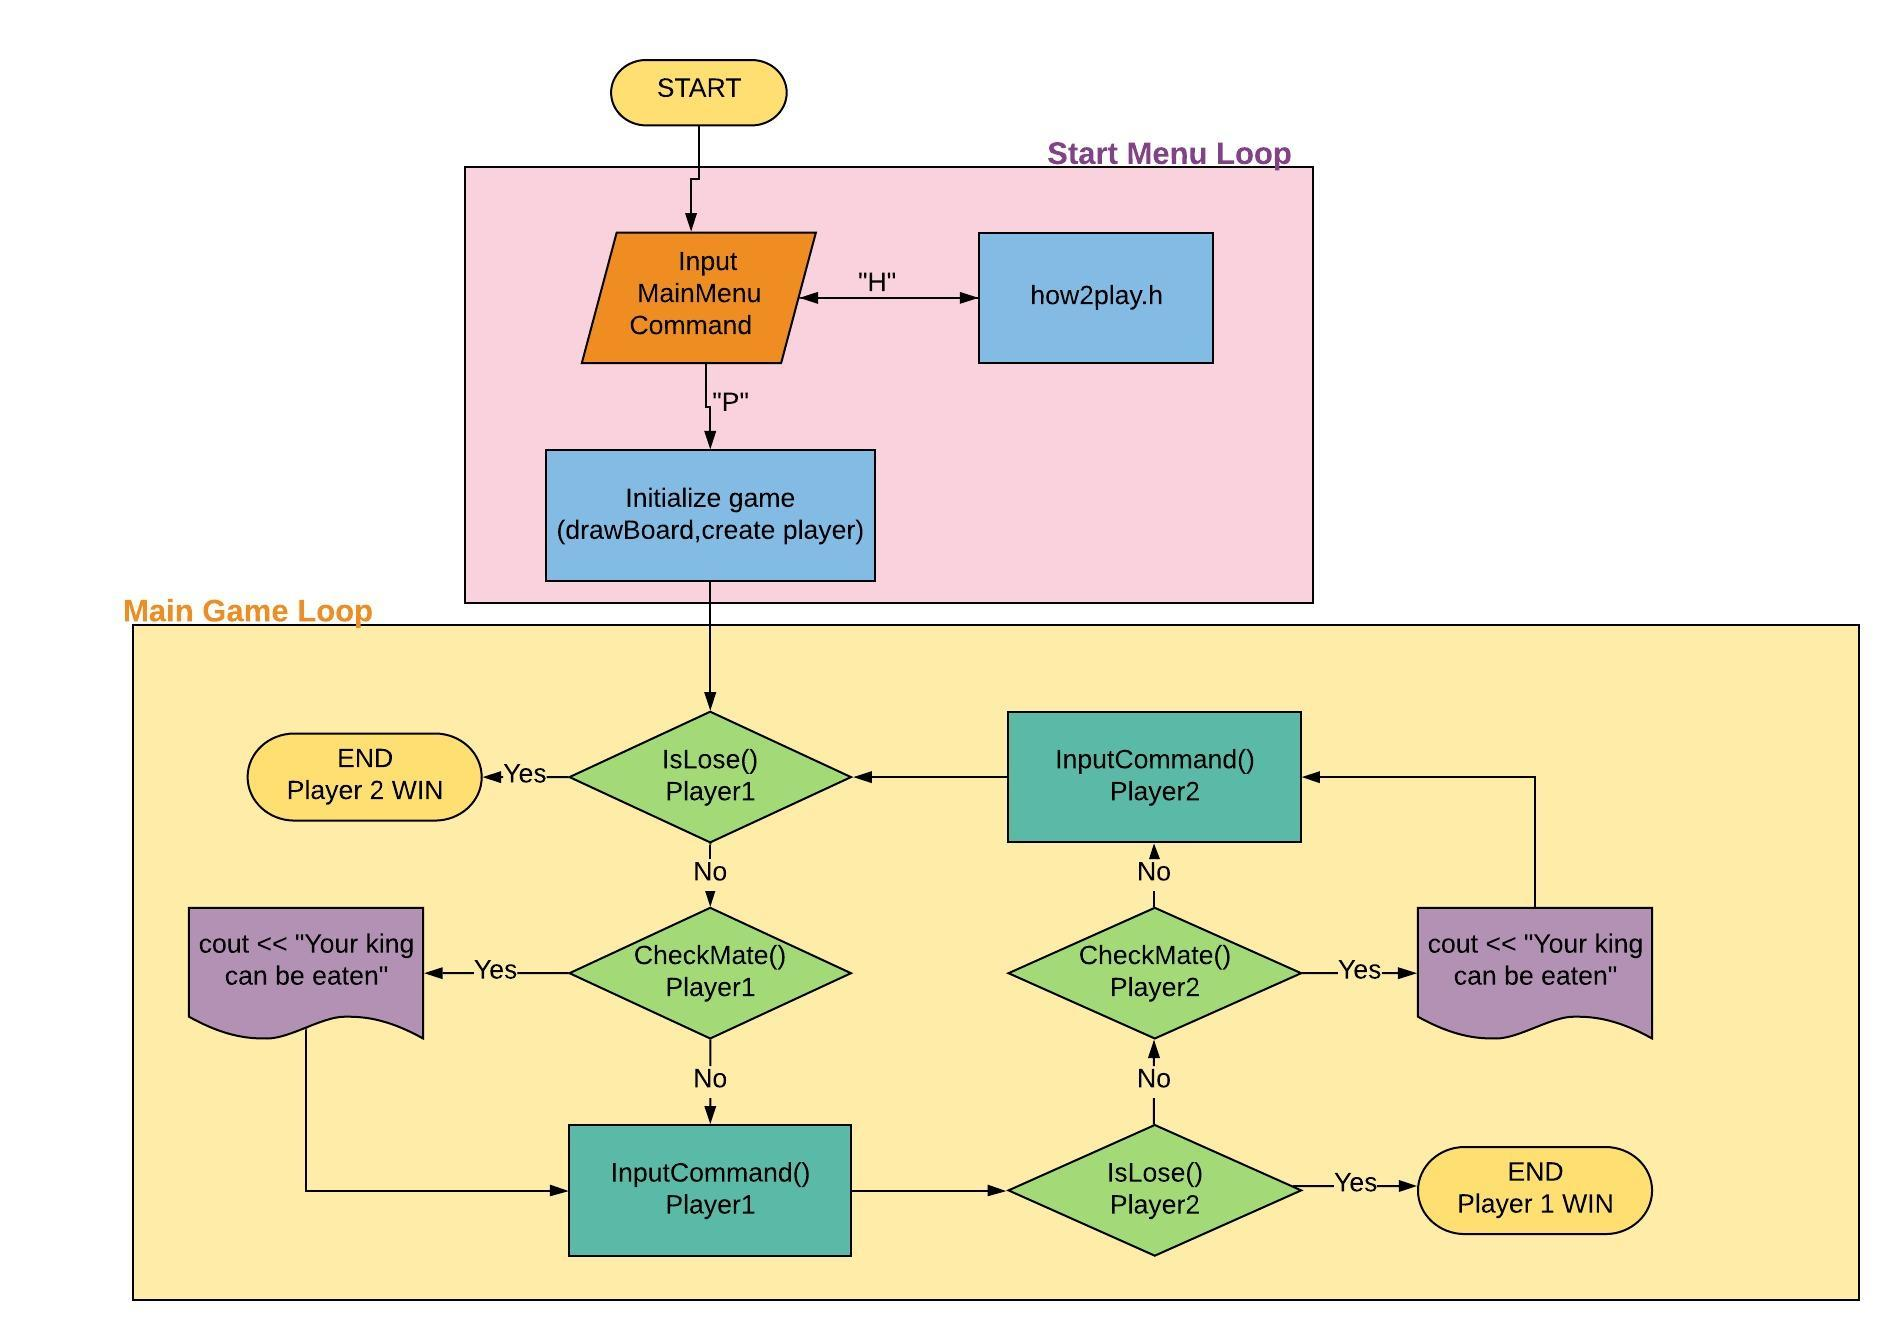 START
Start Menu Loop
Input
MainMenu
Command
"H"
how2play.h
"P"
Initialize game
(drawBoard,create player)
Main Game Loop
END
Player 2 WIN
Yes
IsLose()
Player1
InputCommand()
Player2
No
No
cout << "Your king
can be eaten"
Yes
CheckMate()
Player1
CheckMate()
Player2
Yes
cout << "Your king
can be eaten"
No
No
InputCommand()
Player1
IsLose()
Player2
Yes
END
Player 1 WIN